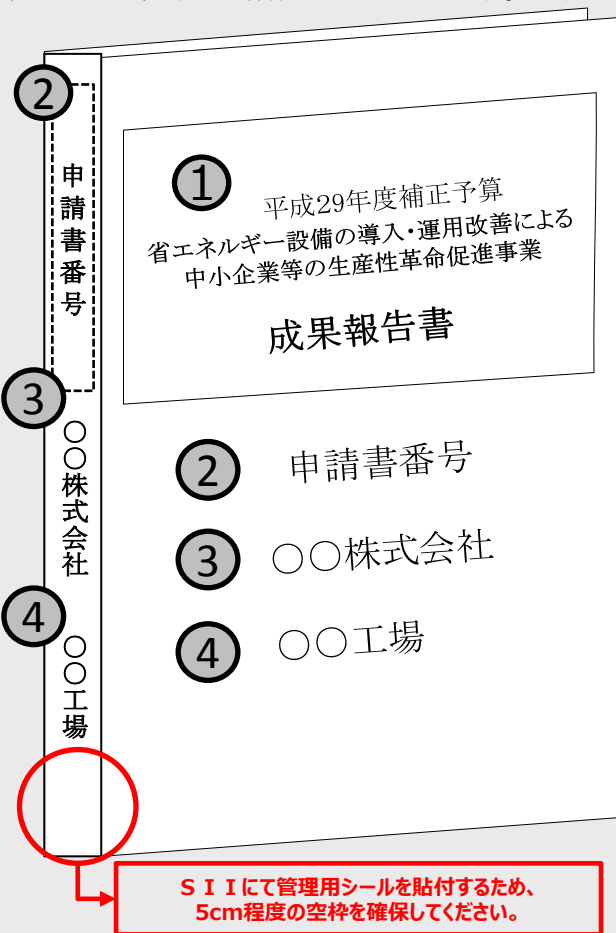 ②
申請書番号
③
○○株式会社
④
○○工場
①
平成29年度補正予算
省エネルギー設備の導入・運用改善による
中小企業等の生産性革命促進事業
成果報告書
② 申請書番号
③ ○○株式会社
④ ○○工場
ＳＩＩにて管理用シールを貼付するため、
5cm程度の空枠を確保してください。